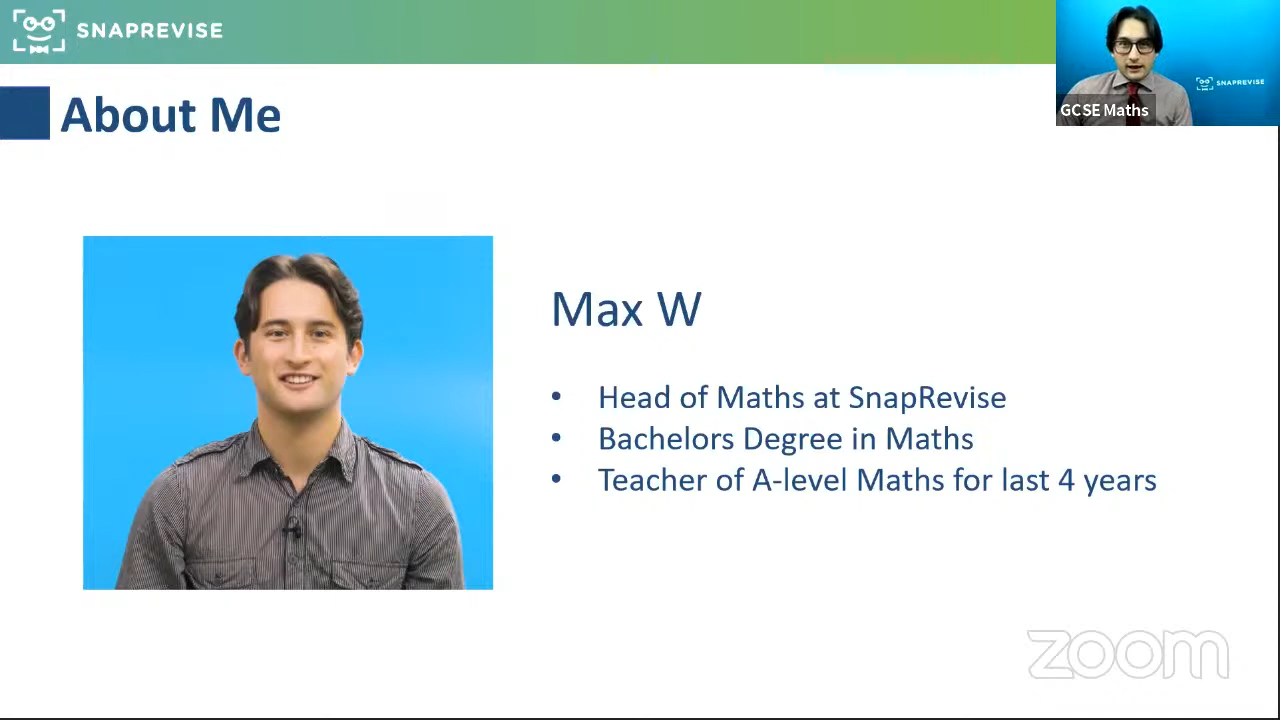 SNAPREVISE
SNAPREVISE
GCSE Maths
About Me
Max W
• Head of Maths at SnapRevise
• Bachelors Degree in Maths
• Teacher of A-level Maths for last 4 years
zoom